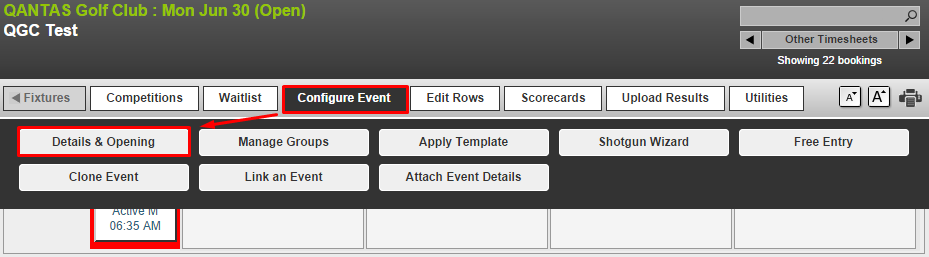 QANTAS Golf Club : Mon Jun 30 (Open)
QGC Test
Other Timesheets
Showing 22 bookings
Fixtures Competitions Waitlist Configure Event Edit Rows Scorecards Upload Results Utilities A A
Details & Opening Manage Groups Apply Template Shotgun Wizard Free Entry
Clone Event Link an Event Attach Event Details
Active M
06:35 AM